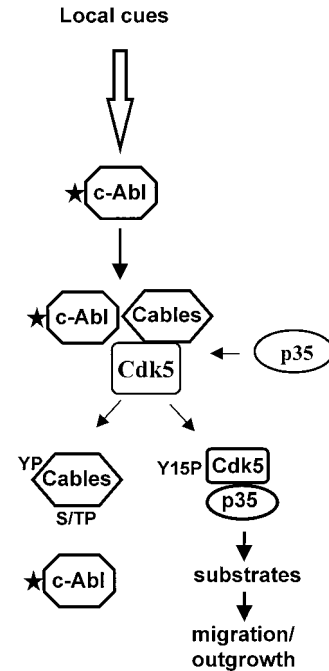 Local cues
c-Abl
c-Abl Cables
Cdk5
p35
YP
Cables
S/TP
c-Abl
Y15P Cdk5
p35
substrates
migration/
outgrowth